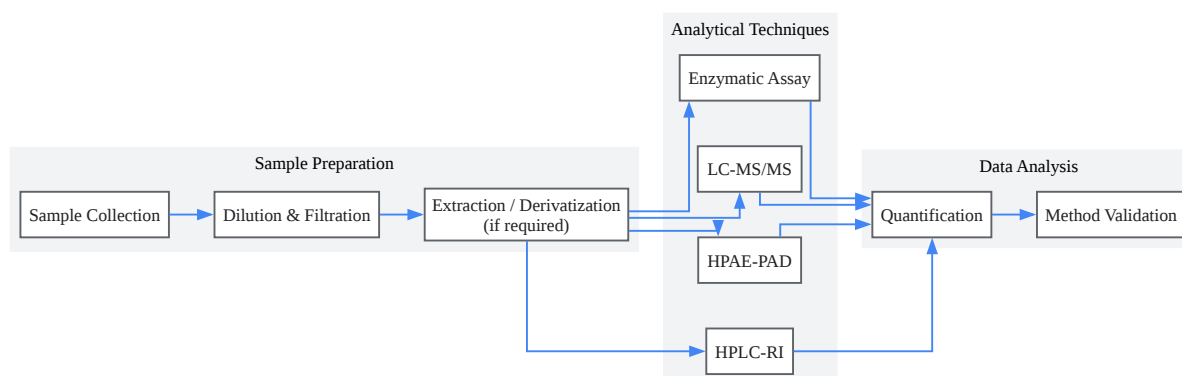 Analytical Techniques
Enzymatic Assay
Sample Preparation
LC-MS/MS
Data Analysis
Sample Collection
Dilution & Filtration
Extraction / Derivatization
(if required)
Quantification
Method Validation
HPAE-PAD
HPLC-RI